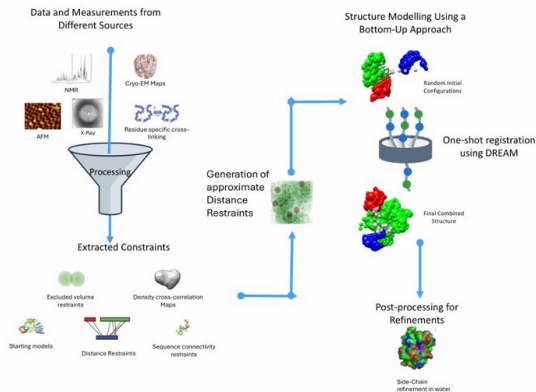 Data and Measurements from
Different Sources
NMR
Cryo-EM Maps
AFM
X-Ray
Residue specific cross-
linking
Processing
Extracted Constraints
Excluded volume
restraints
Density cross-correlation
Maps
Starting models
Distance Restraints
Sequence connectivity
restraints
Generation of
approximate
Distance
Restraints
Structure Modelling Using a
Bottom-Up Approach
Random Initial
Configurations
One-shot registration
using DREAM
Final Combined
Structure
Post-processing for
Refinements
Side-Chain
refinement in water